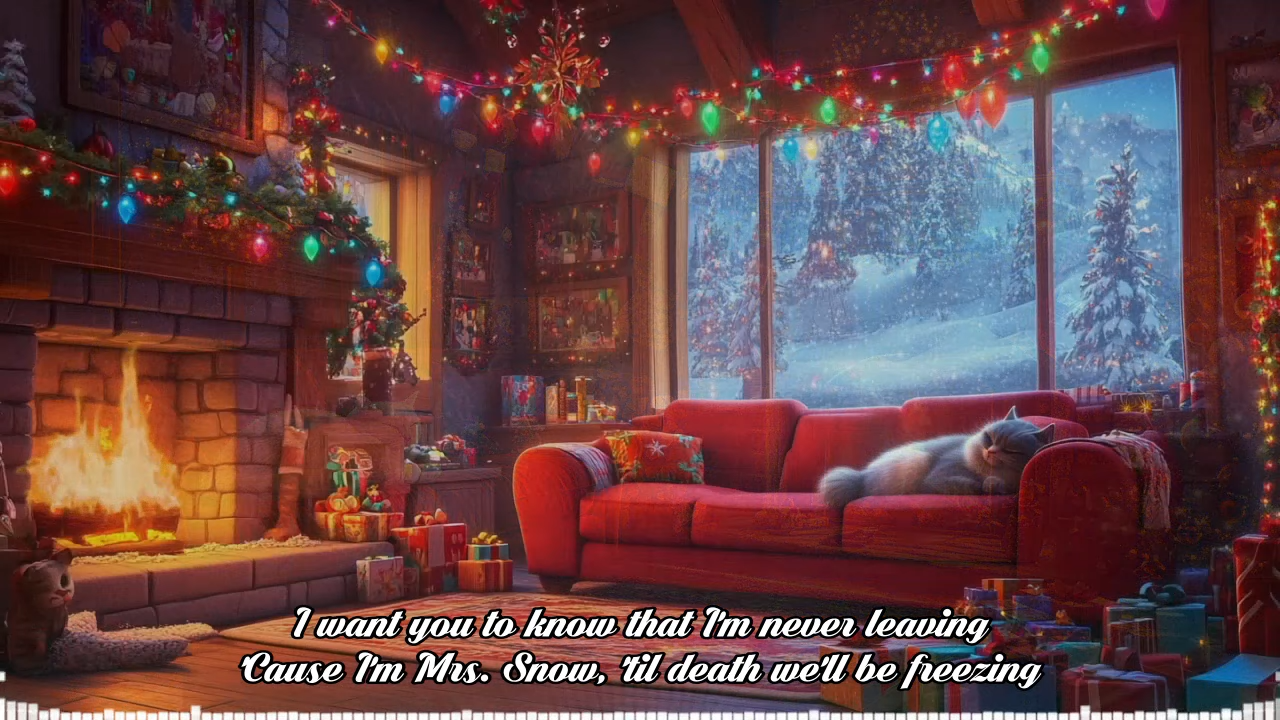 I want you to know that I'm never leaving
'Cause I'm Mrs. Snow, 'til death we'll be freezing